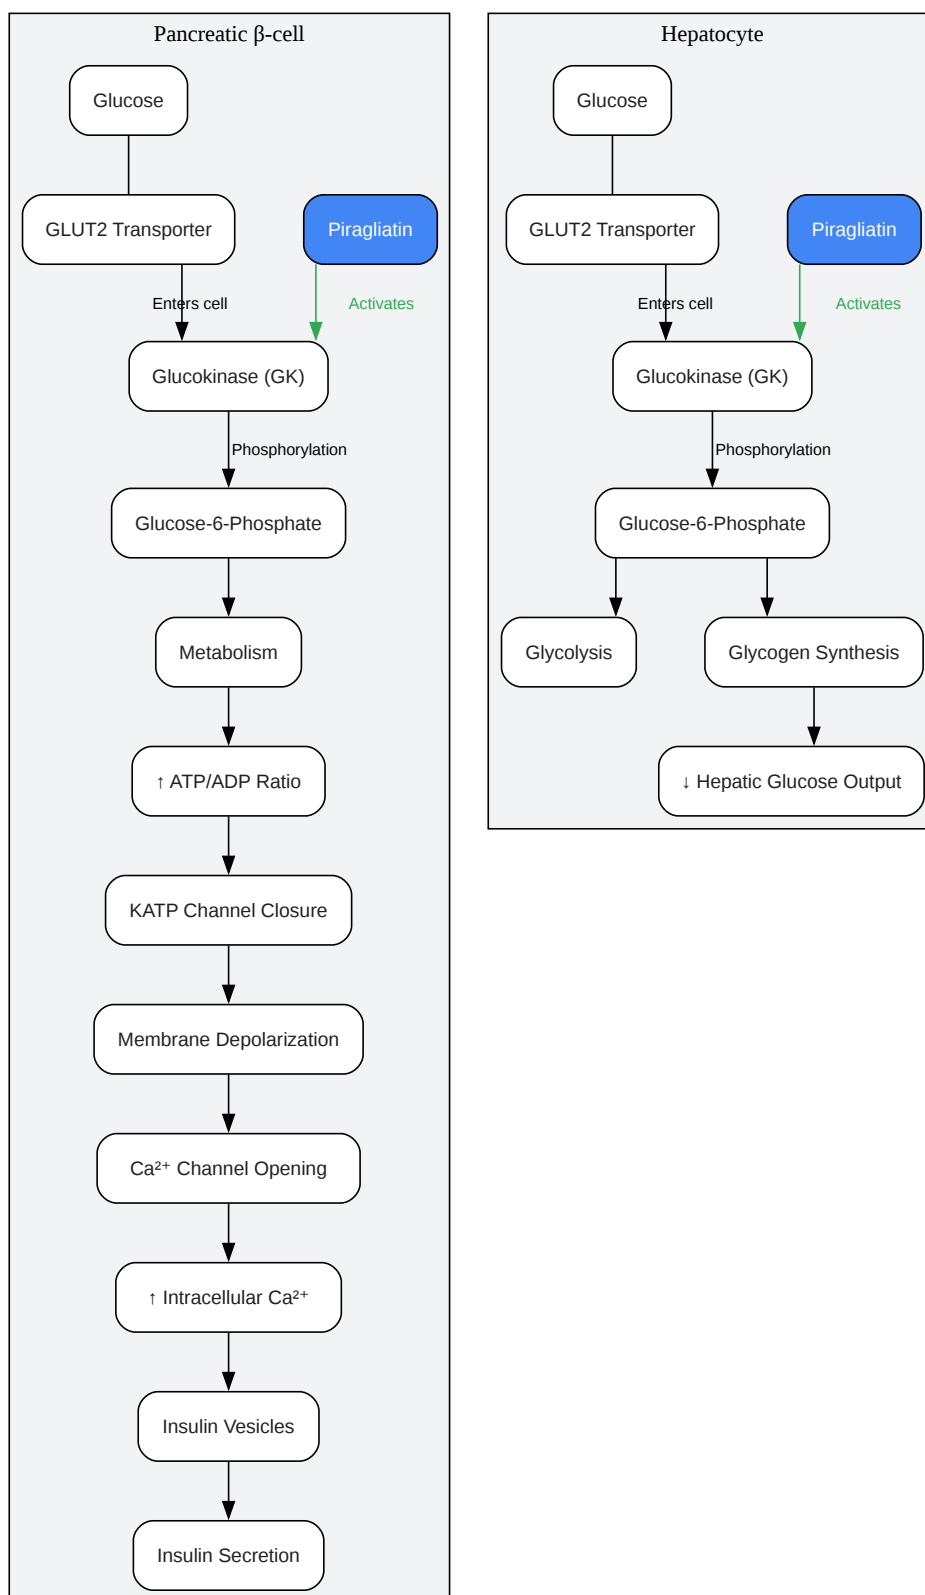 Pancreatic β-cell
Glucose
GLUT2 Transporter
Piragliatin
Enters cell
Activates
Glucokinase (GK)
Phosphorylation
Glucose-6-Phosphate
Metabolism
↑ ATP/ADP Ratio
KATP Channel Closure
Membrane Depolarization
Ca²⁺ Channel Opening
↑ Intracellular Ca²⁺
Insulin Vesicles
Insulin Secretion
Hepatocyte
Glucose
GLUT2 Transporter
Piragliatin
Enters cell
Activates
Glucokinase (GK)
Phosphorylation
Glucose-6-Phosphate
Glycolysis
Glycogen Synthesis
↓ Hepatic Glucose Output